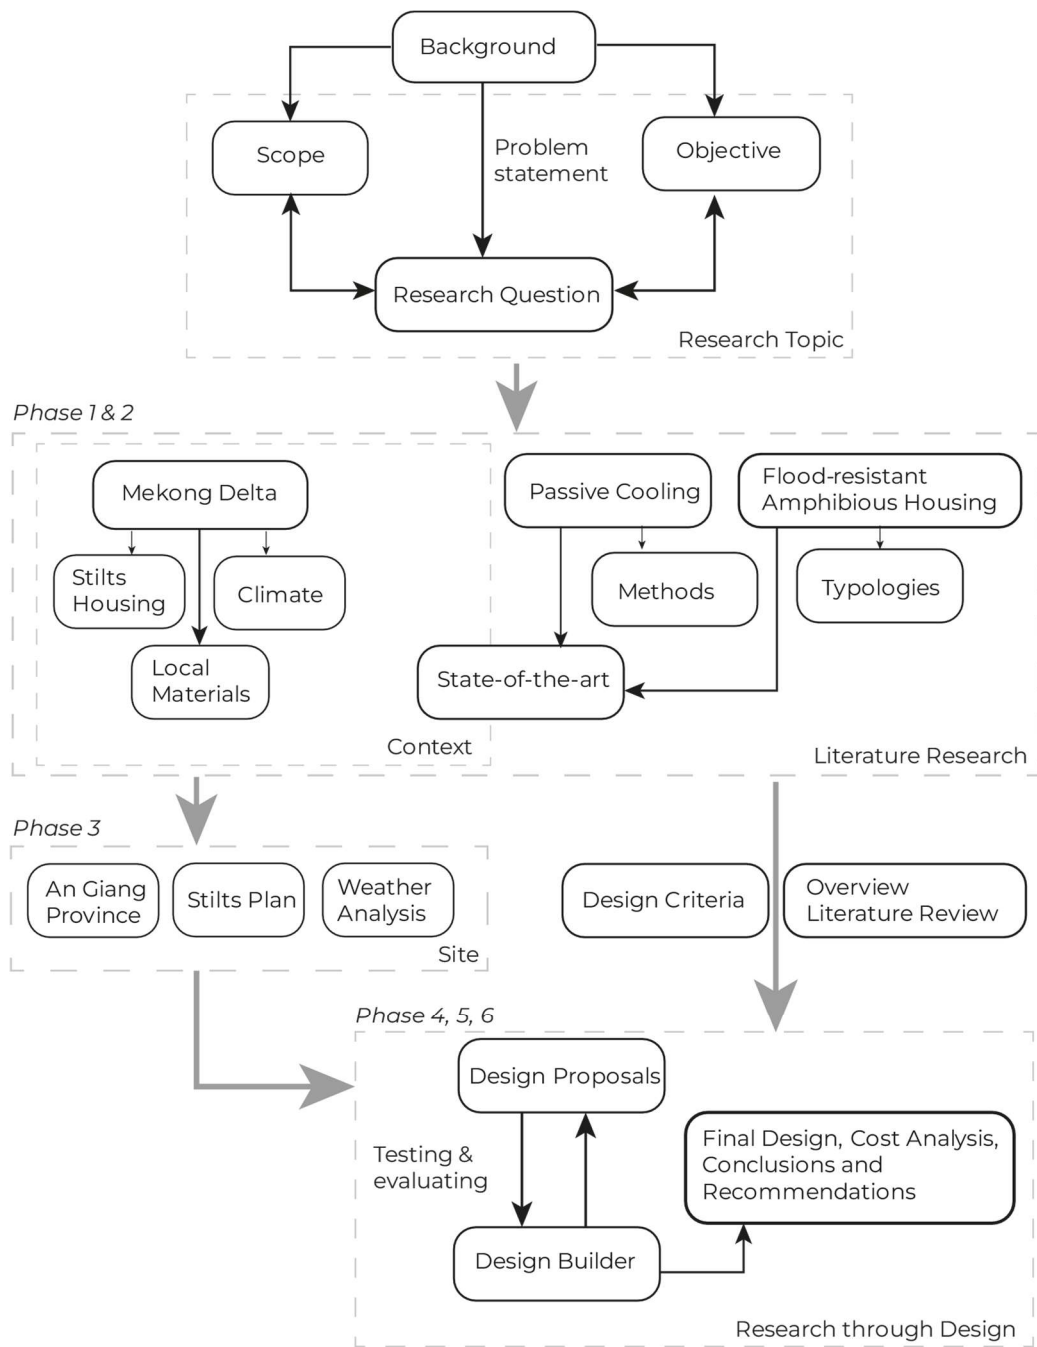 Background
Scope
Problem
statement
Objective
Research Question
Research Topic
Phase 1 & 2
Mekong Delta
Stilts
Housing
Climate
Local
Materials
Context
Passive Cooling
Flood-resistant
Amphibious Housing
Methods
Typologies
State-of-the-art
Literature Research
Phase 3
An Giang
Province
Stilts Plan
Weather
Analysis
Site
Design Criteria
Overview
Literature Review
Phase 4, 5, 6
Design Proposals
Testing &
evaluating
Final Design, Cost Analysis,
Conclusions and
Recommendations
Design Builder
Research through Design